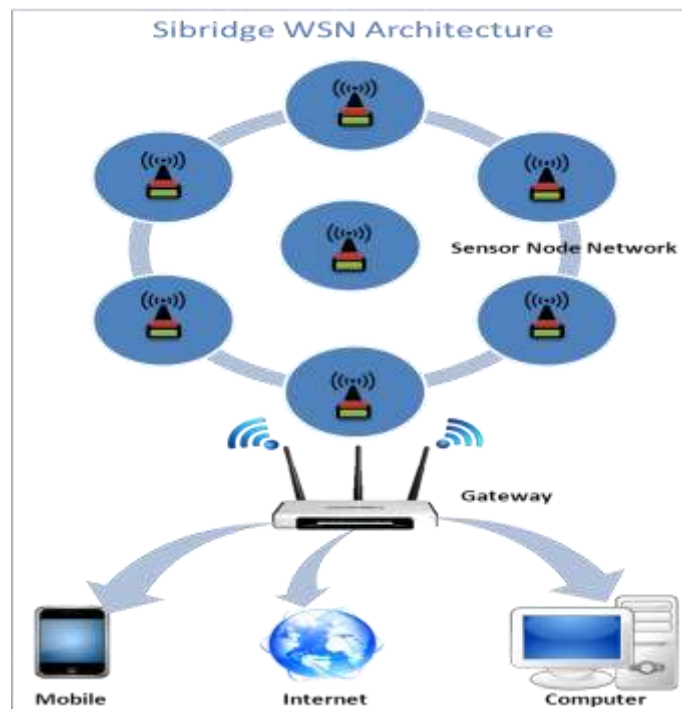 Sibridge WSN Architecture
Sensor Node Network
Gateway
Mobile
Internet
Computer